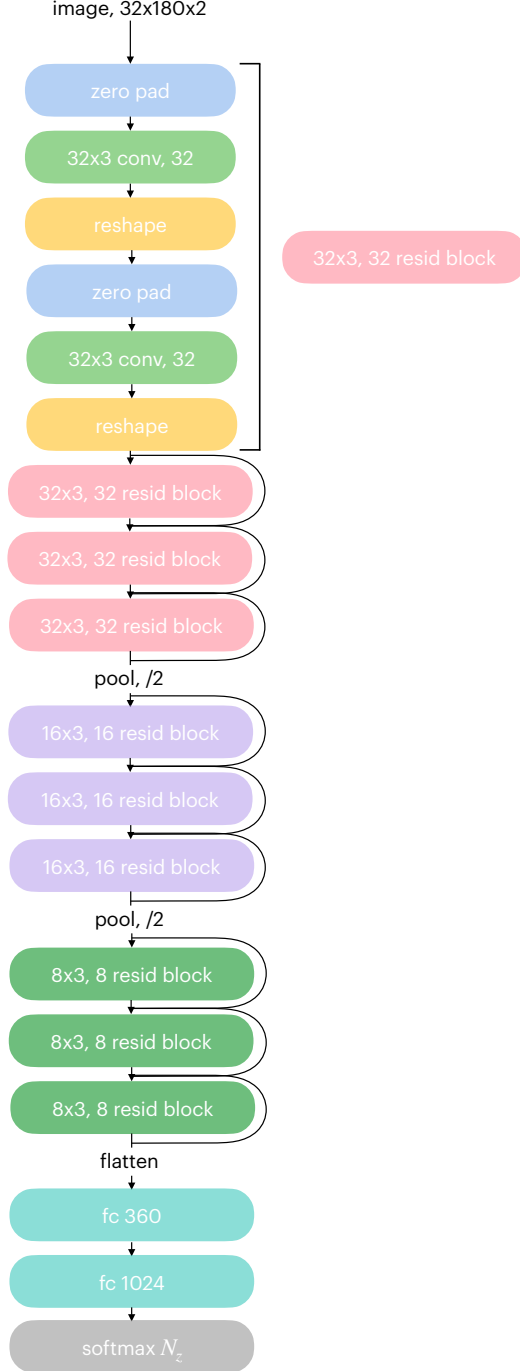 image, 32x180x2
zero pad
32x3 conv, 32
reshape
zero pad
32x3 conv, 32
reshape
32x3, 32 resid block
32x3, 32 resid block
32x3, 32 resid block
32x3, 32 resid block
pool, /2
16x3, 16 resid block
16x3, 16 resid block
16x3, 16 resid block
pool, /2
8x3, 8 resid block
8x3, 8 resid block
8x3, 8 resid block
flatten
fc 360
fc 1024
softmax N_z